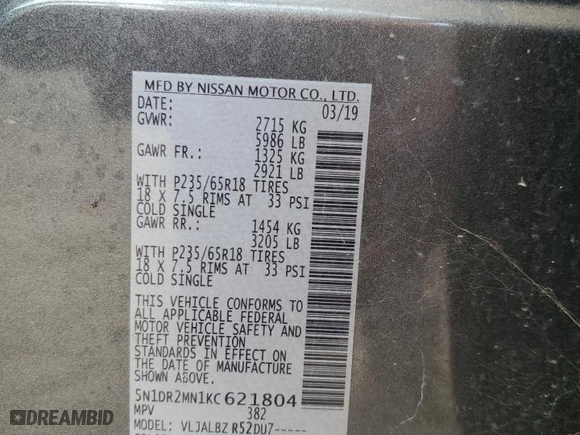 MFD BY NISSAN MOTOR CO., LTD.
DATE: 03/19
GVWR: 2715 KG
5986 LB
GAWR FR.: 1325 KG
2921 LB
WITH P235/65R18 TIRES
18 X 7.5 RIMS AT 33 PSI
COLD SINGLE
GAWR RR.: 1454 KG
3205 LB
WITH P235/65R18 TIRES
18 X 7.5 RIMS AT 33 PSI
COLD SINGLE
THIS VEHICLE CONFORMS TO
ALL APPLICABLE FEDERAL
MOTOR VEHICLE SAFETY AND
THEFT PREVENTION
STANDARDS IN EFFECT ON
THE DATE OF MANUFACTURE
SHOWN ABOVE.
5N1DR2MN1KC621804
MPV 382
MODEL: VLJALBZ R52DU7-----
AUTOBIDCAR